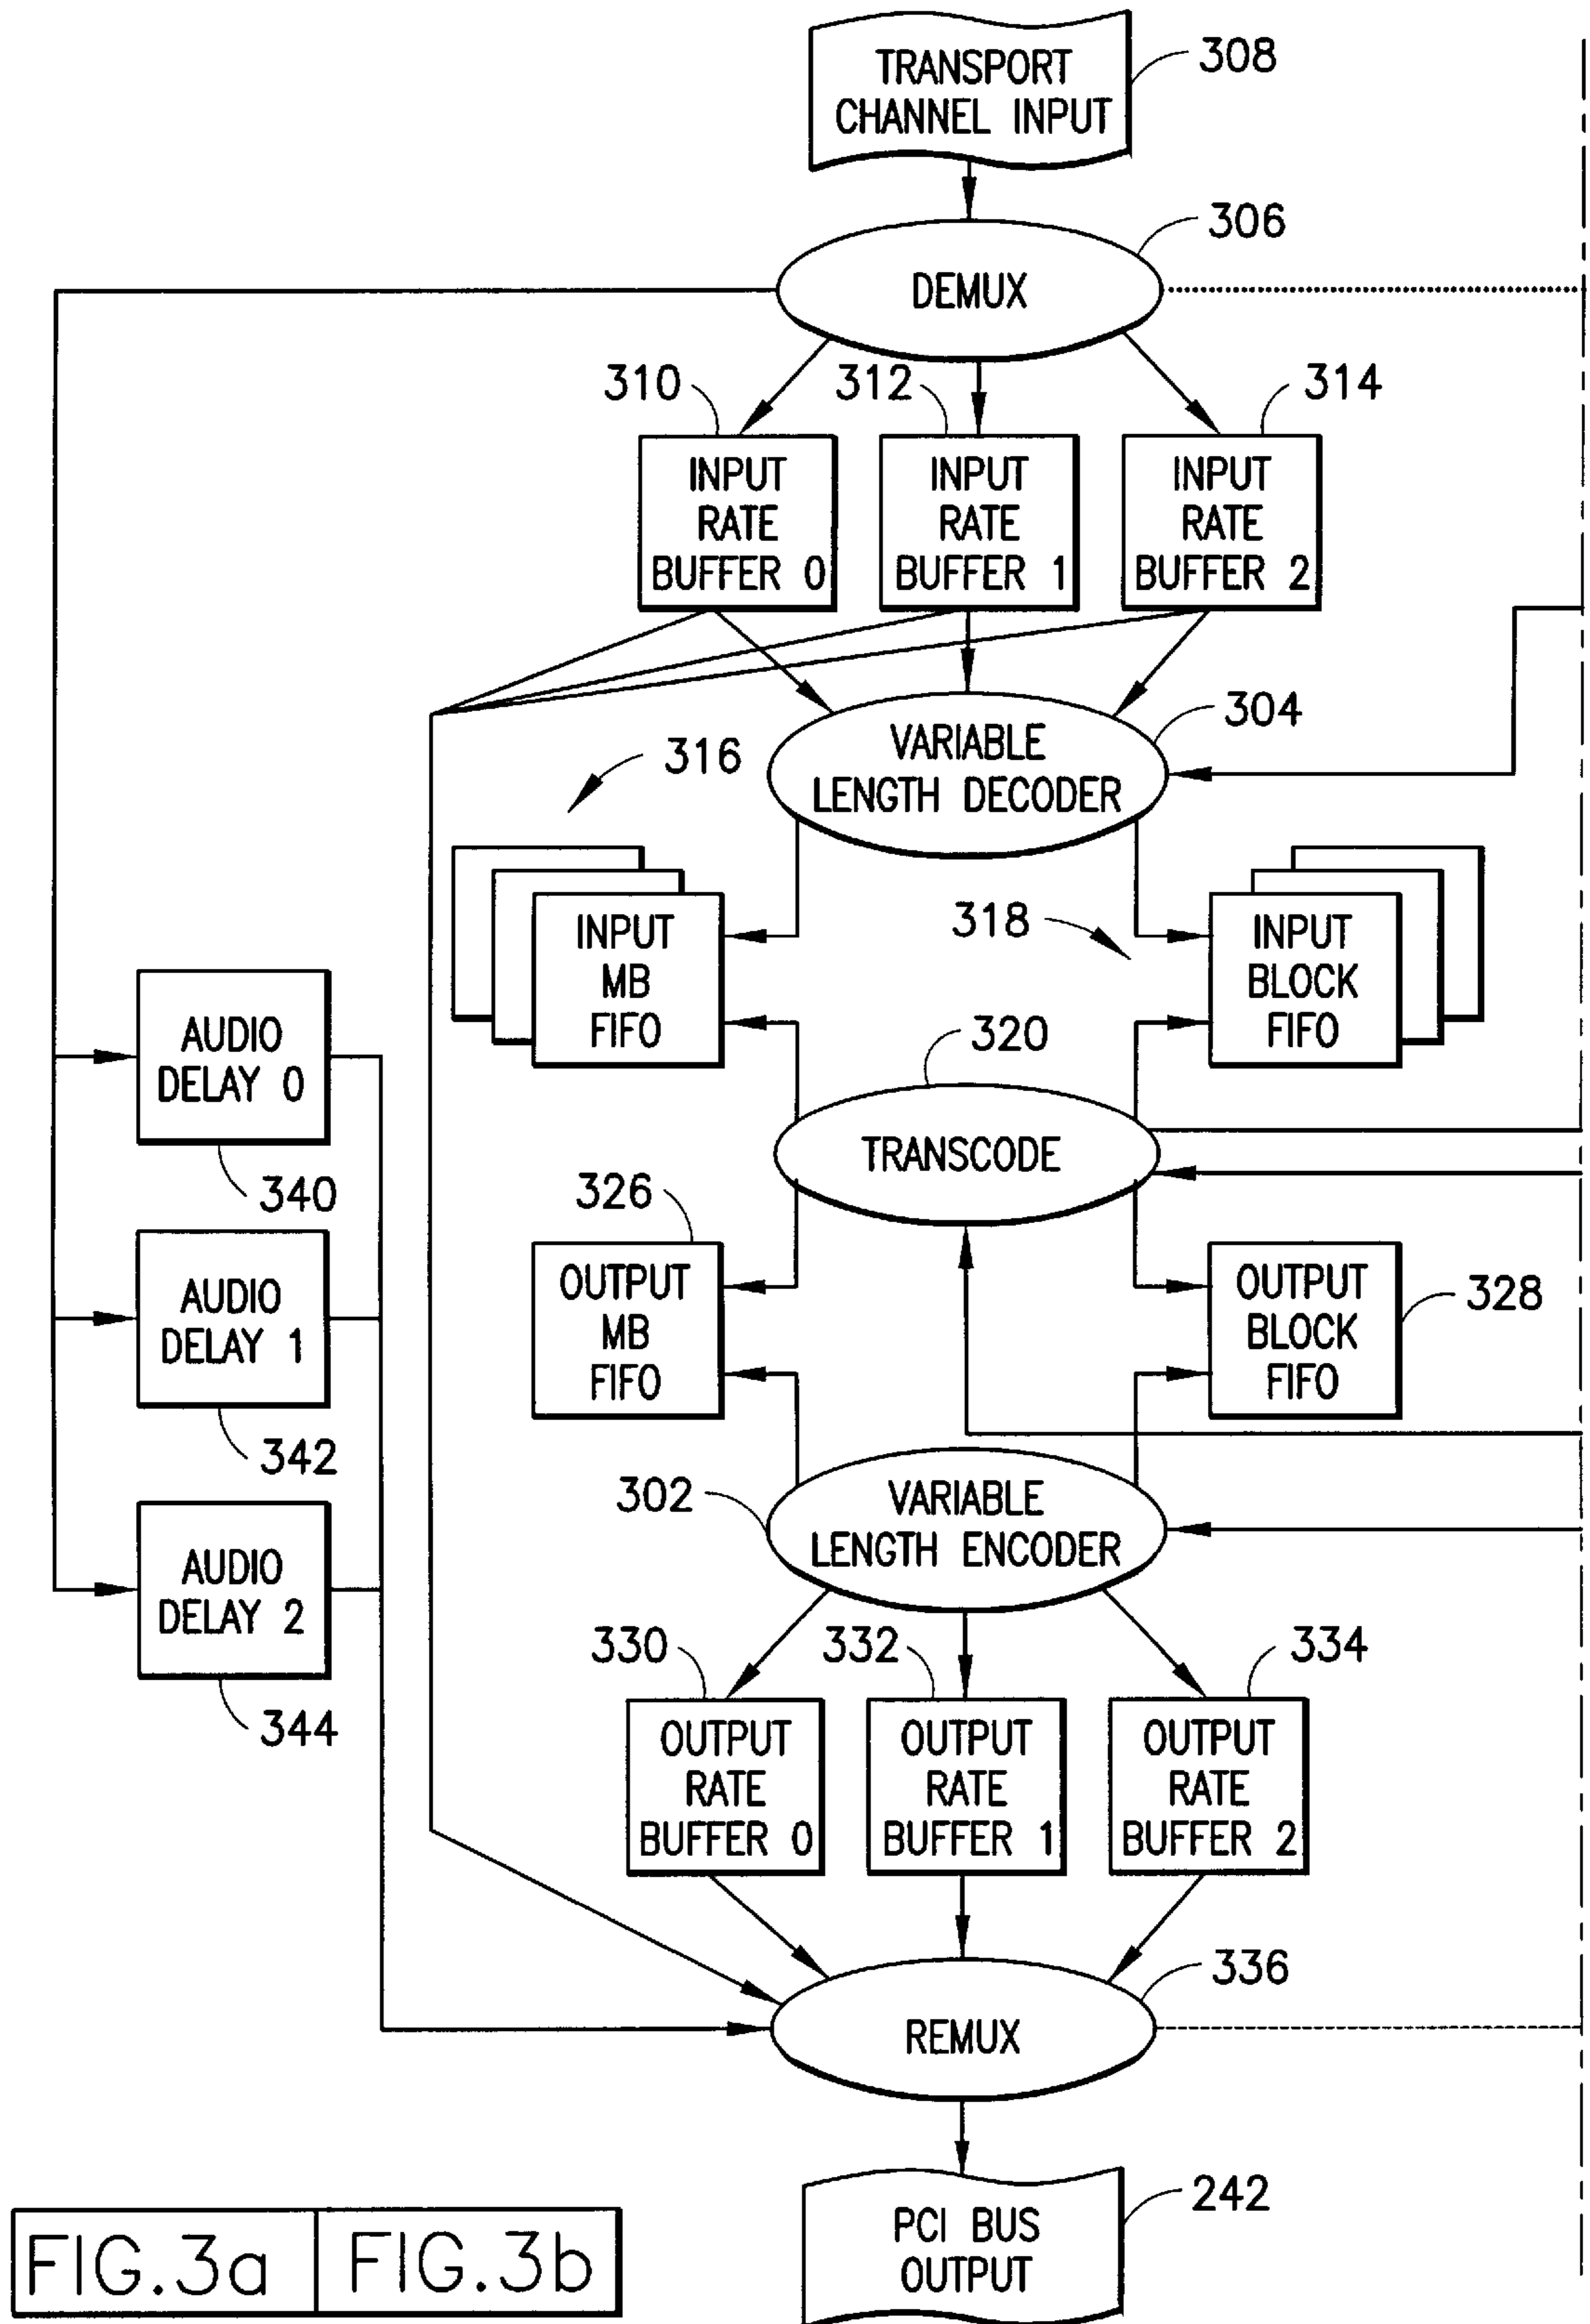 TRANSPORT
CHANNEL INPUT
308
306
DEMUX
310
312
314
INPUT
RATE
BUFFER 0
INPUT
RATE
BUFFER 1
INPUT
RATE
BUFFER 2
304
VARIABLE
LENGTH DECODER
316
318
INPUT
MB
FIFO
INPUT
BLOCK
FIFO
320
TRANSCODE
AUDIO
DELAY 0
340
326
OUTPUT
MB
FIFO
OUTPUT
BLOCK
FIFO
328
AUDIO
DELAY 1
342
302
VARIABLE
LENGTH ENCODER
AUDIO
DELAY 2
344
330
332
334
OUTPUT
RATE
BUFFER 0
OUTPUT
RATE
BUFFER 1
OUTPUT
RATE
BUFFER 2
336
REMUX
242
PCI BUS
OUTPUT
FIG.3a
FIG.3b